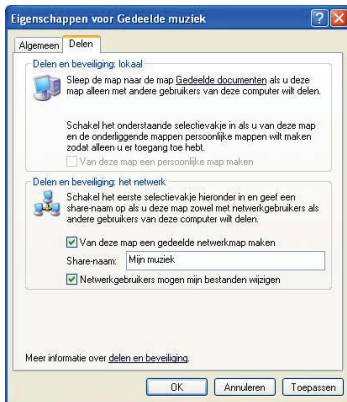 Eigenschappen voor Gedeelde muziek
Algemeen Delen
Delen en beveiliging: lokaal
Sleep de map naar de map Gedeelde documenten als u deze
map alleen met andere gebruikers van deze computer wilt delen.
Schakel het onderstaande selectievakje in als u van deze map
en de onderliggende mappen persoonlijke mappen wilt maken
zodat alleen u er toegang toe hebt.
Van deze map een persoonlijke map maken
Delen en beveiliging: het netwerk
Schakel het eerste selectievakje hieronder in en geef een
share-naam op als u deze map zowel met netwerkgebruikers als
andere gebruikers van deze computer wilt delen.
Van deze map een gedeelde netwerkmap maken
Share-naam: Mijn muziek
Netwerkgebruikers mogen mijn bestanden wijzigen
Meer informatie over delen en beveiliging.
OK Annuleren Toepassen